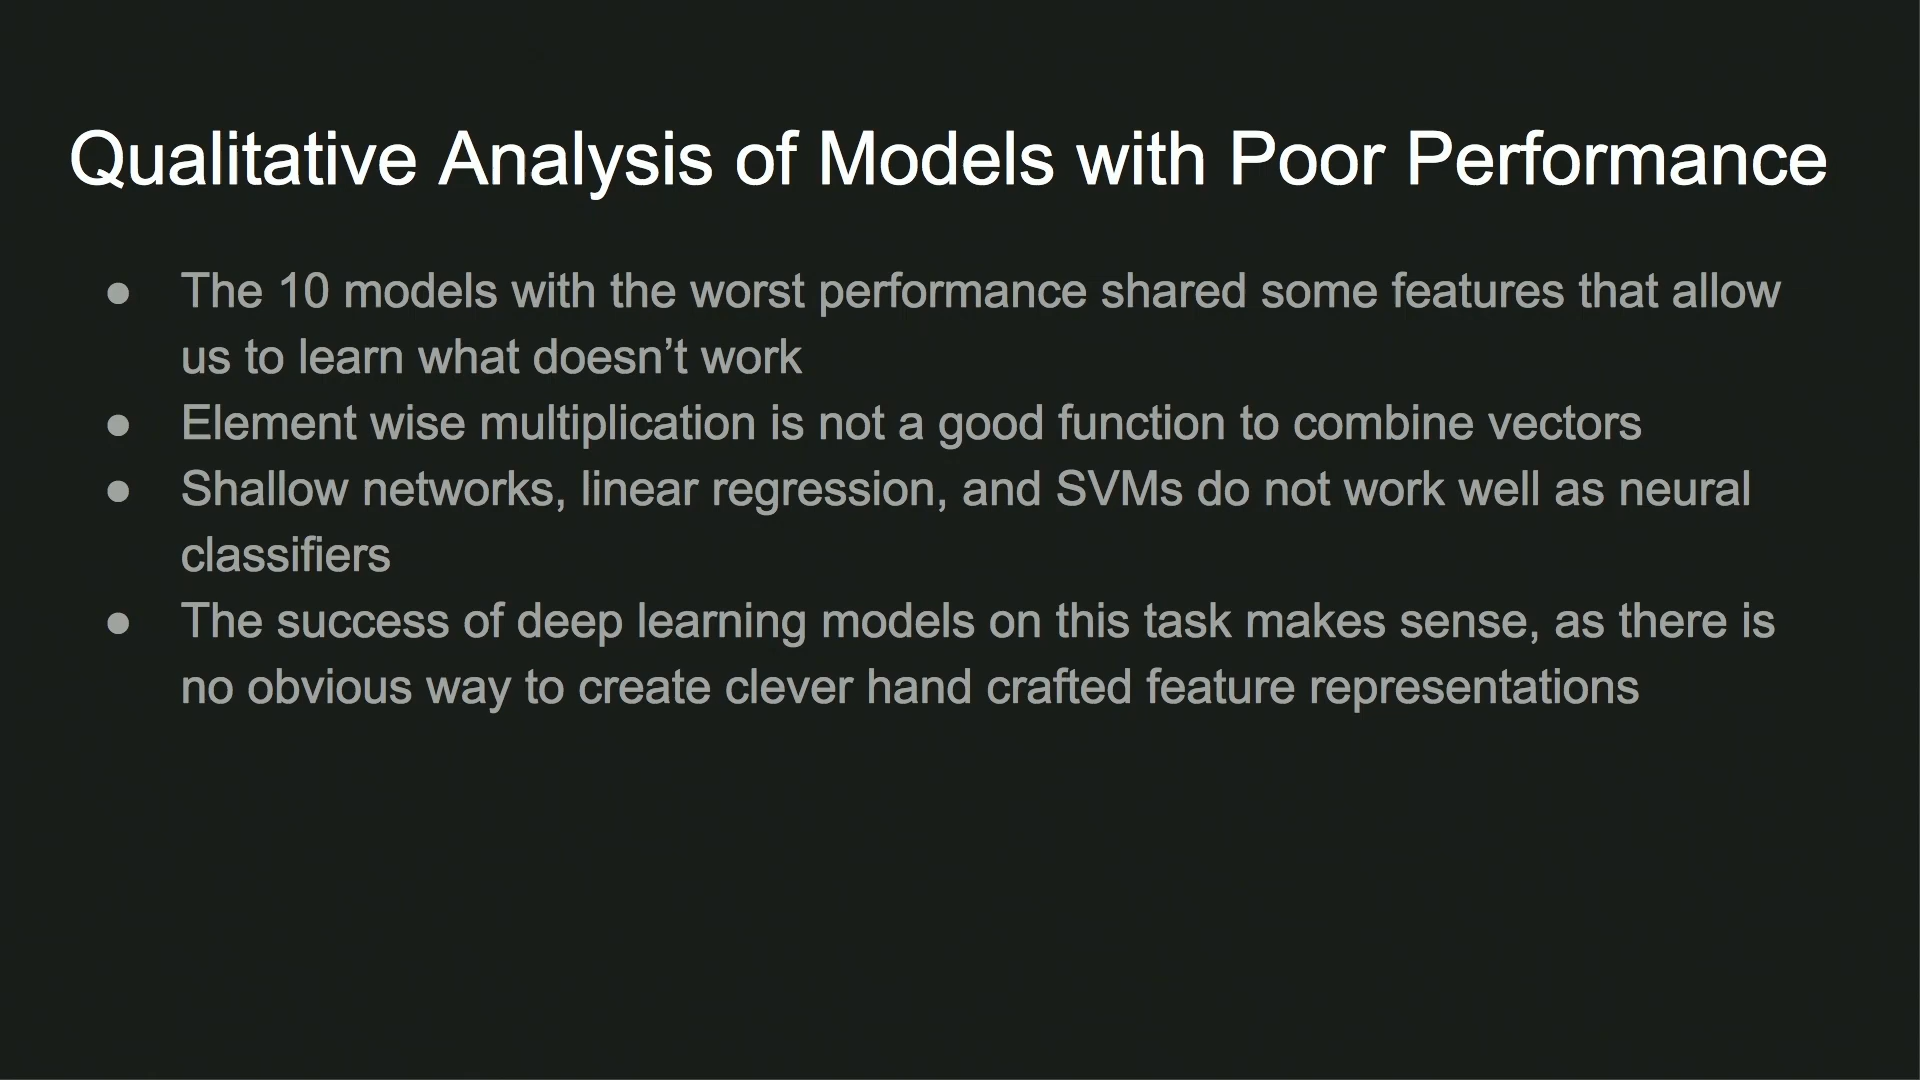 Qualitative Analysis of Models with Poor Performance
● The 10 models with the worst performance shared some features that allow
us to learn what doesn’t work
● Element wise multiplication is not a good function to combine vectors
● Shallow networks, linear regression, and SVMs do not work well as neural
classifiers
● The success of deep learning models on this task makes sense, as there is
no obvious way to create clever hand crafted feature representations